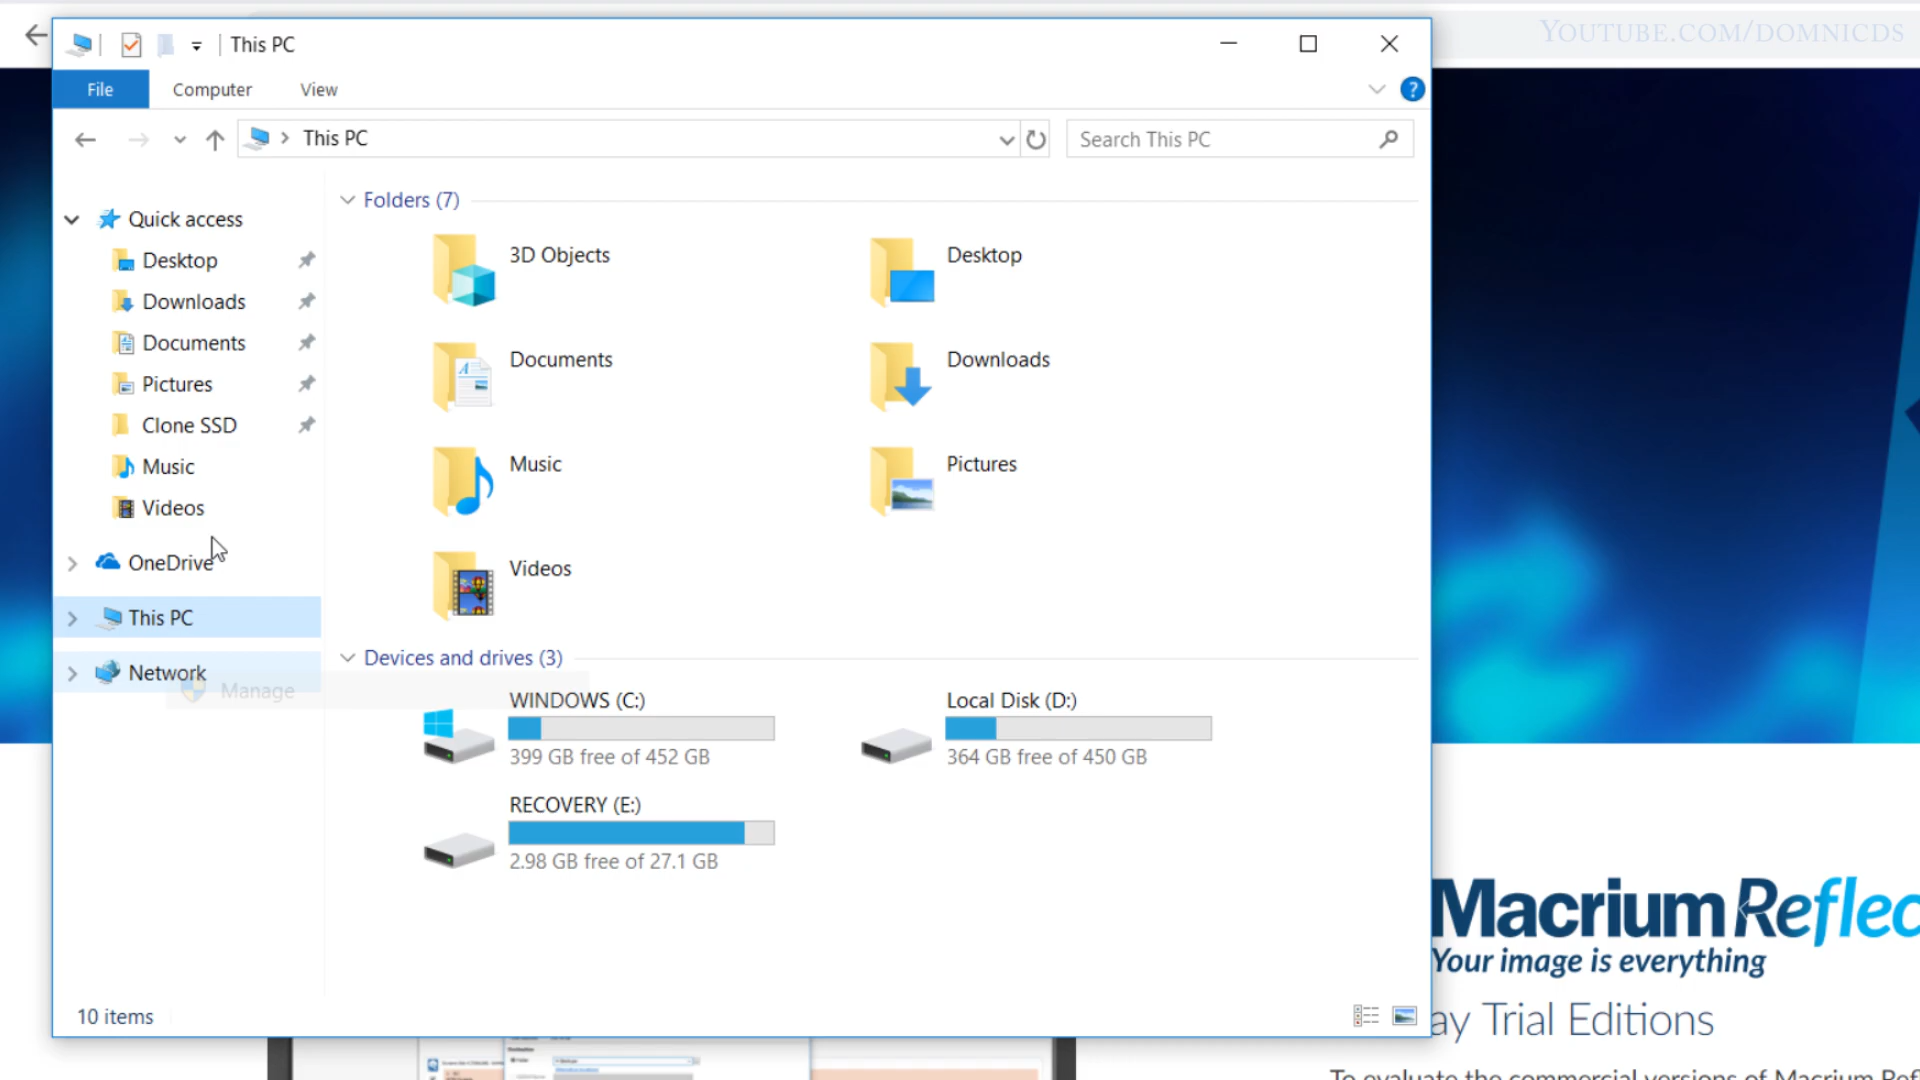 YOUTUBE.COM/DOMNICDS
This PC
File
Computer
View
?
This PC
Search This PC
Quick access
Desktop
Downloads
Documents
Pictures
Clone SSD
Music
Videos
OneDrive
This PC
Network
Manage
Folders (7)
3D Objects
Desktop
Documents
Downloads
Music
Pictures
Videos
Devices and drives (3)
WINDOWS (C:)
399 GB free of 452 GB
Local Disk (D:)
364 GB free of 450 GB
RECOVERY (E:)
2.98 GB free of 27.1 GB
10 items
Macrium Reflec
Your image is everything
ay Trial Editions
To evaluate the commercial versions of Macrium Refl